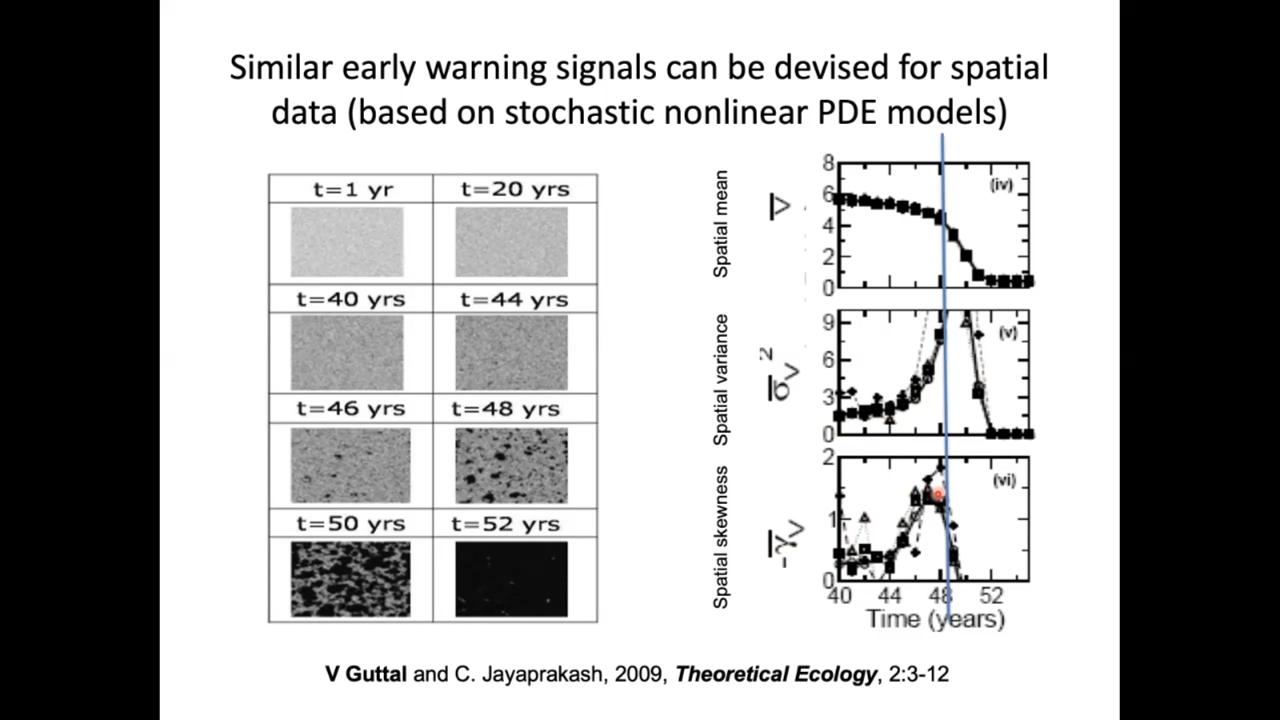 Similar early warning signals can be devised for spatial
data (based on stochastic nonlinear PDE models)
t=1 yr
t=20 yrs
t=40 yrs
t=44 yrs
t=46 yrs
t=48 yrs
t=50 yrs
t=52 yrs
Spatial mean
V
8
6
4
2
0
(iv)
Spatial variance
σV 2
9
6
3
0
(v)
Spatial skewness
-γV
2
1
0
(vi)
40 44 48 52
Time (years)
V Guttal and C. Jayaprakash, 2009, Theoretical Ecology, 2:3-12